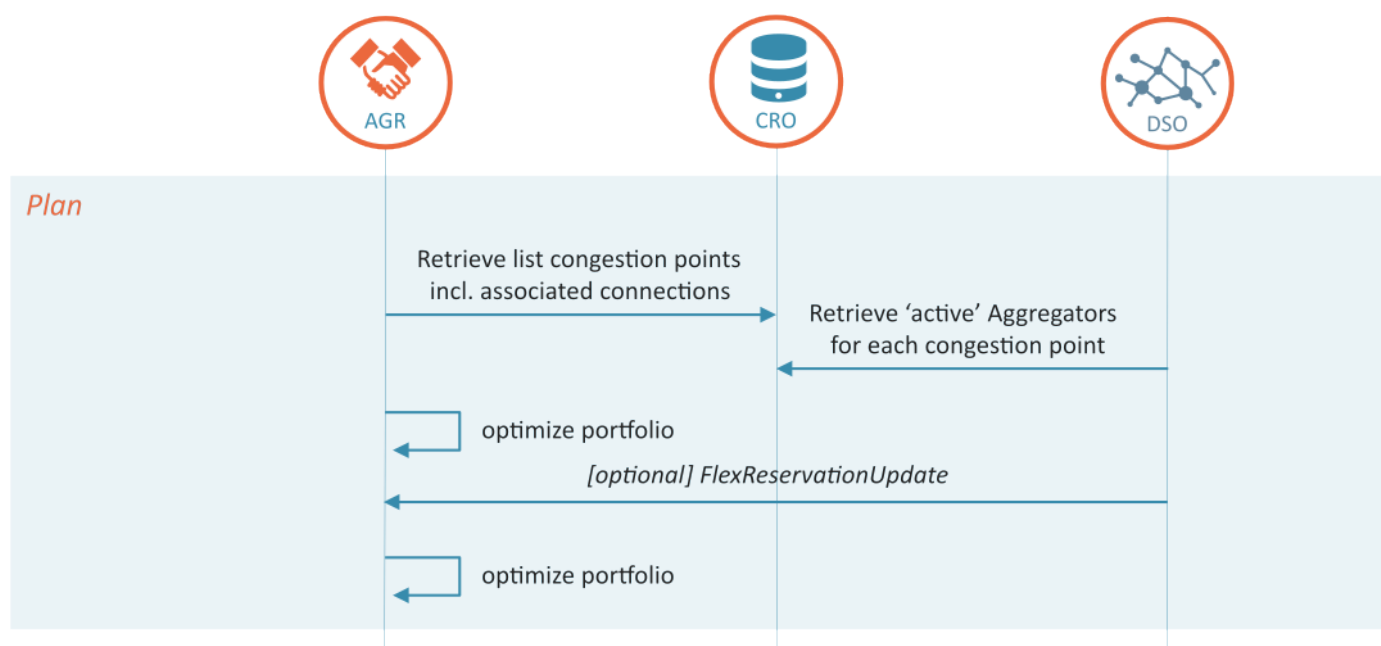 AGR
CRO
DSO
Plan
Retrieve list congestion points
incl. associated connections
Retrieve ‘active’ Aggregators
for each congestion point
optimize portfolio
[optional] FlexReservationUpdate
optimize portfolio